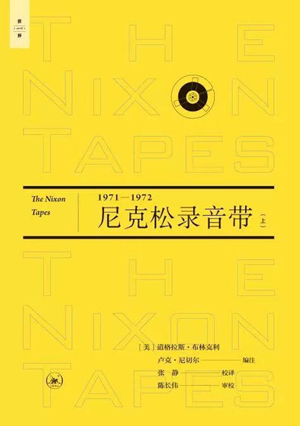 THE
NIXON
TAPES
The Nixon
Tapes
1971—1972
尼克松录音带
(上)
THE
NIXON
TAPES
[美] 道格拉斯·布林克利
卢克·尼切尔 编注
张 静 校译
陈长伟 审校